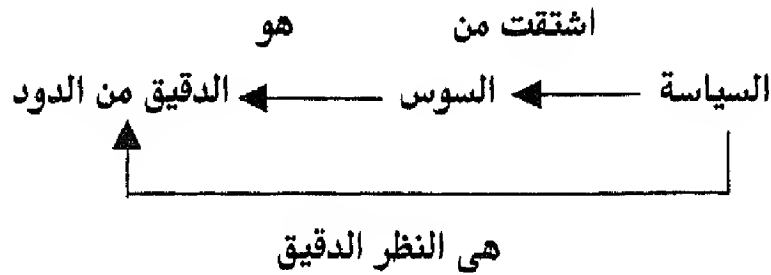 اشتقت من هو
السياسة السوس الدقيق من الدود
هى النظر الدقيق